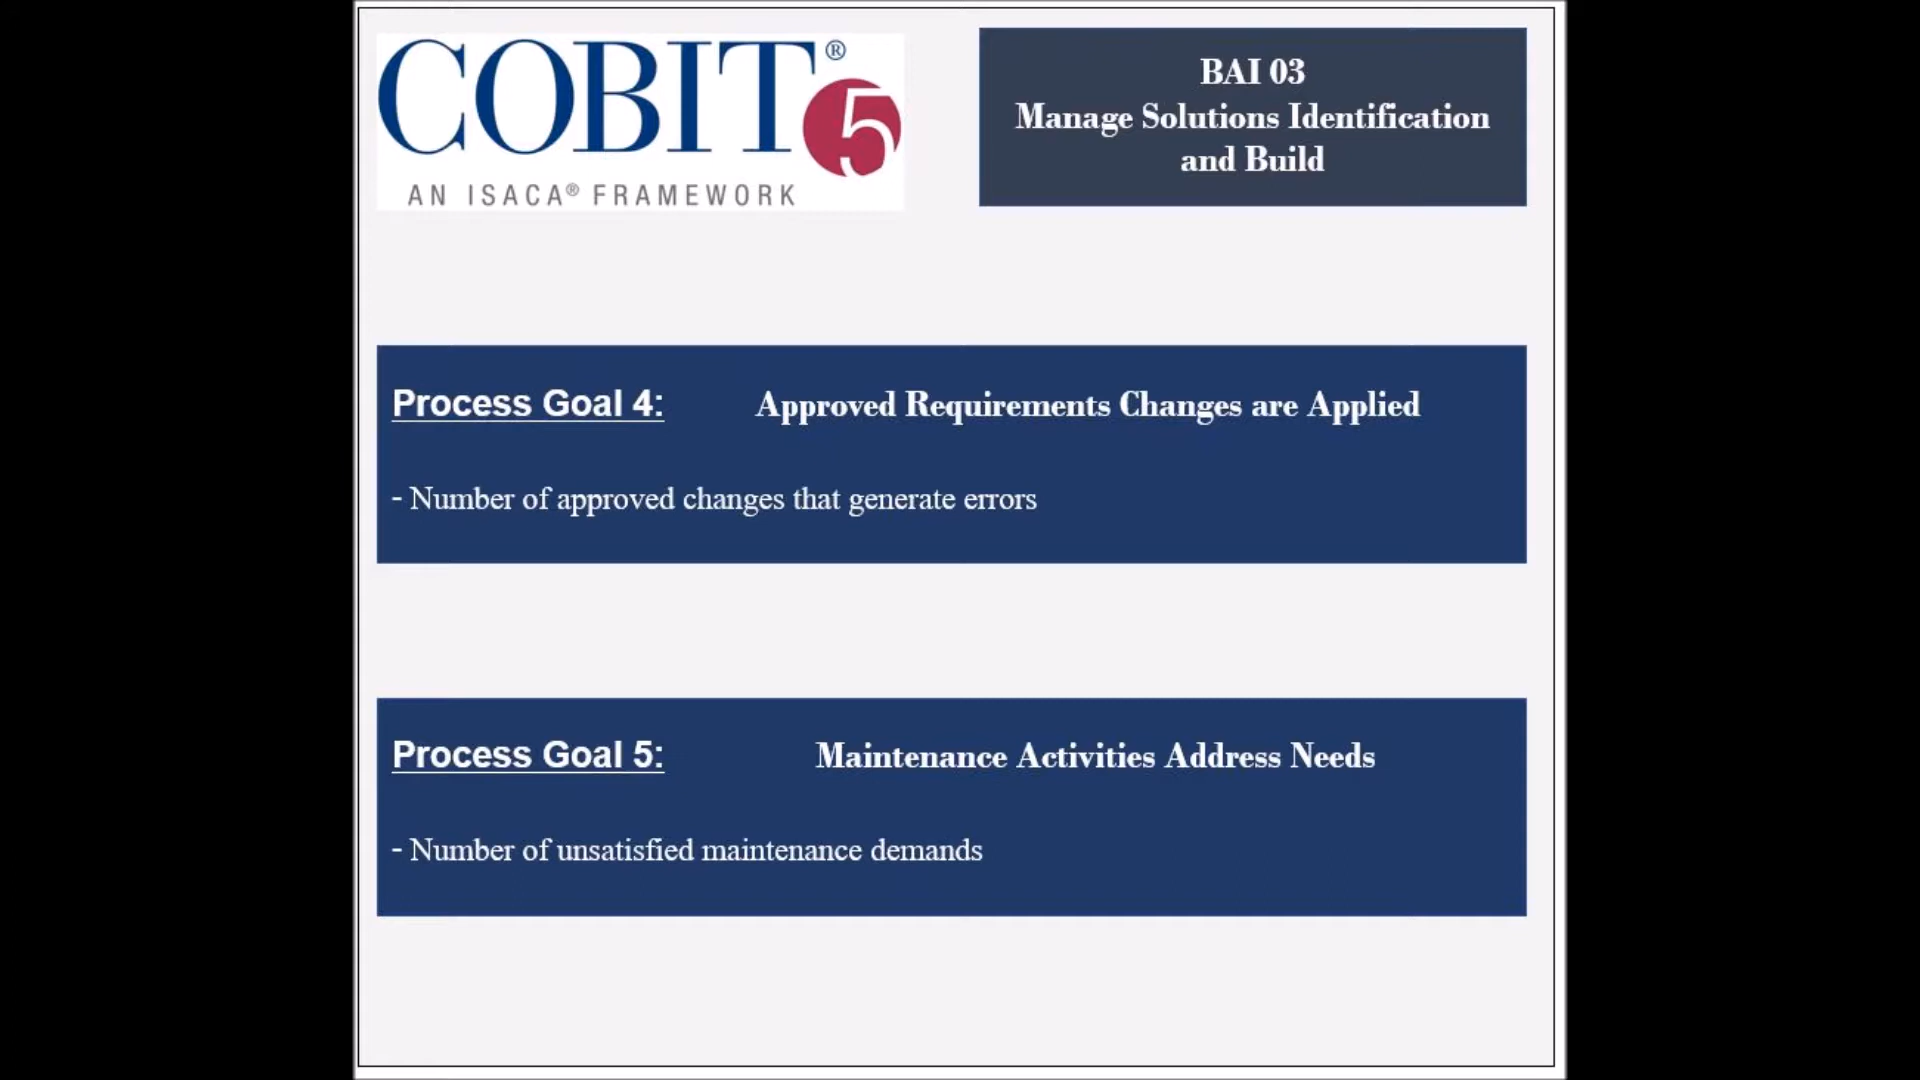 COBIT® 5
AN ISACA® FRAMEWORK
BAI 03
Manage Solutions Identification
and Build
Process Goal 4: Approved Requirements Changes are Applied
- Number of approved changes that generate errors
Process Goal 5: Maintenance Activities Address Needs
- Number of unsatisfied maintenance demands